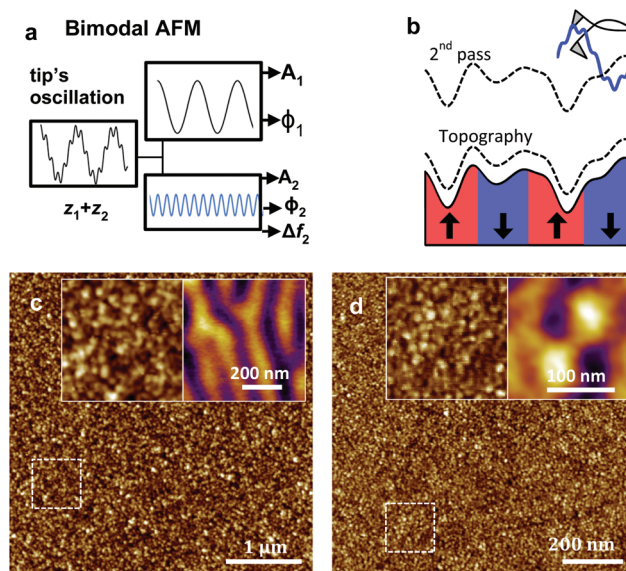 a Bimodal AFM
tip's
oscillation
z₁+z₂
A₁
ϕ₁
A₂
ϕ₂
Δf₂
b
2nd pass
Topography
c
200 nm
1 μm
d
100 nm
200 nm